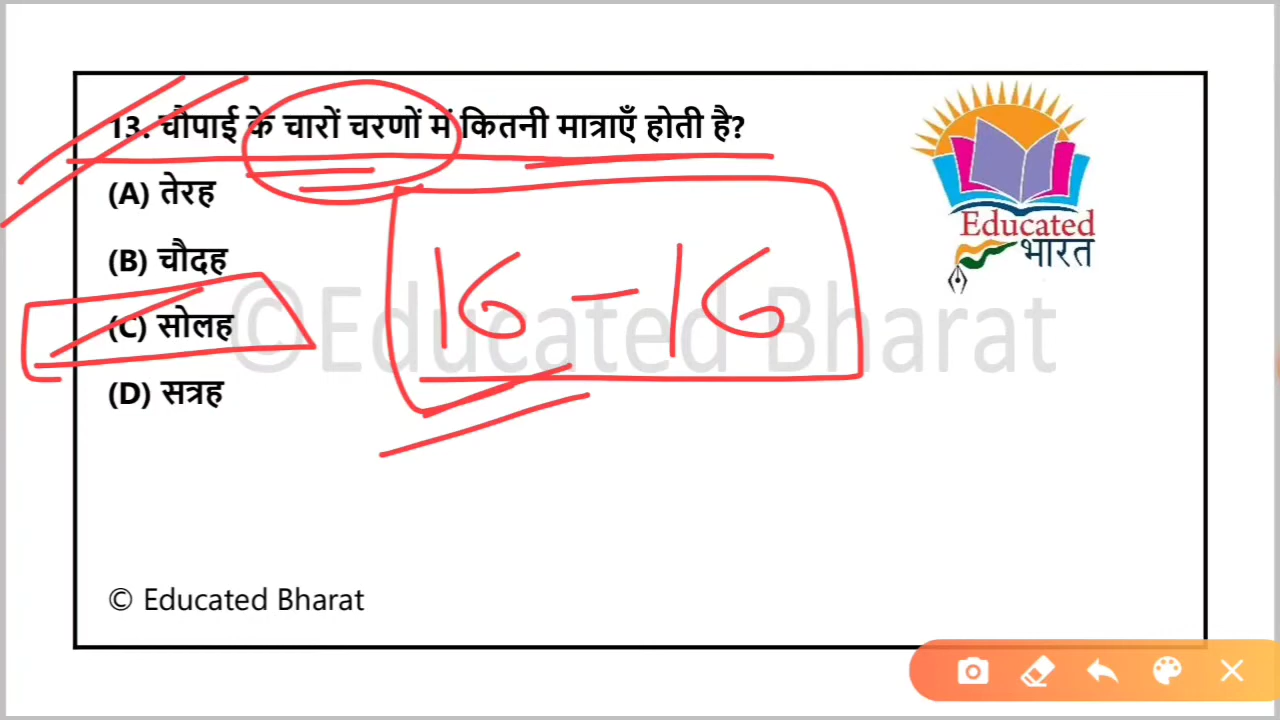 13. चौपाई के चारों चरणों में कितनी मात्राएँ होती है?
(A) तेरह
(B) चौदह
(C) सोलह
(D) सत्रह
16 – 16
Educated
भारत
©Educated Bharat
© Educated Bharat